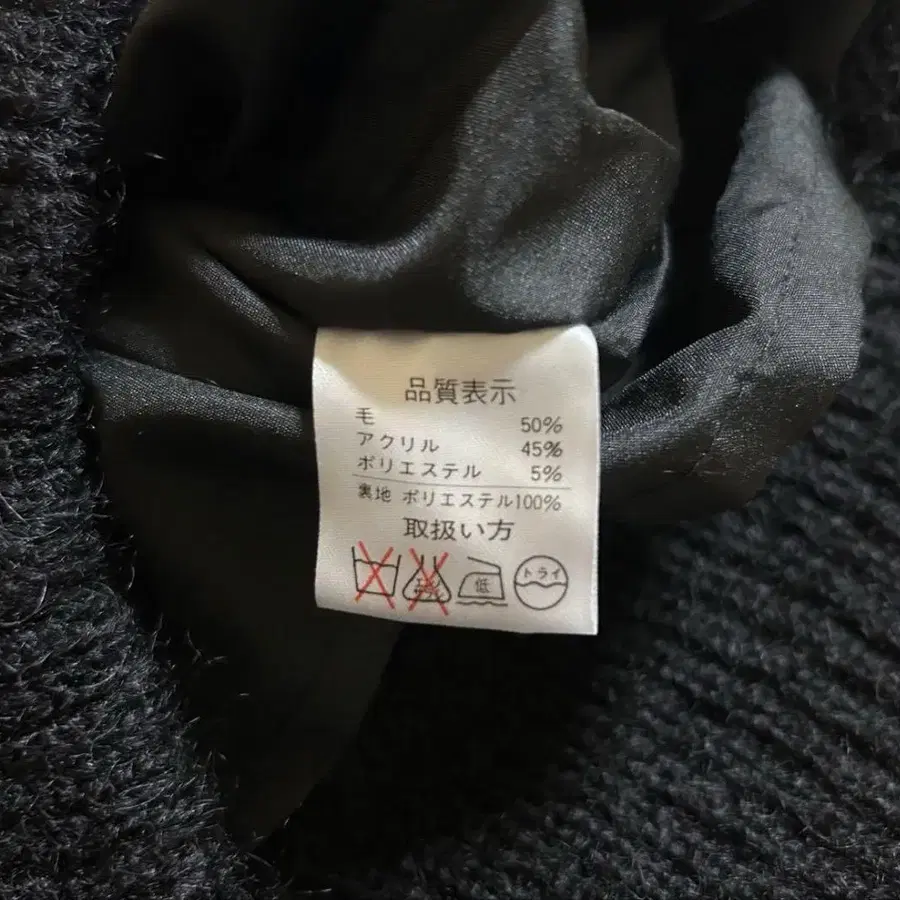 品質表示
毛 50%
アクリル 45%
ポリエステル 5%
裏地 ポリエステル100%
取扱い方
低 ドライ